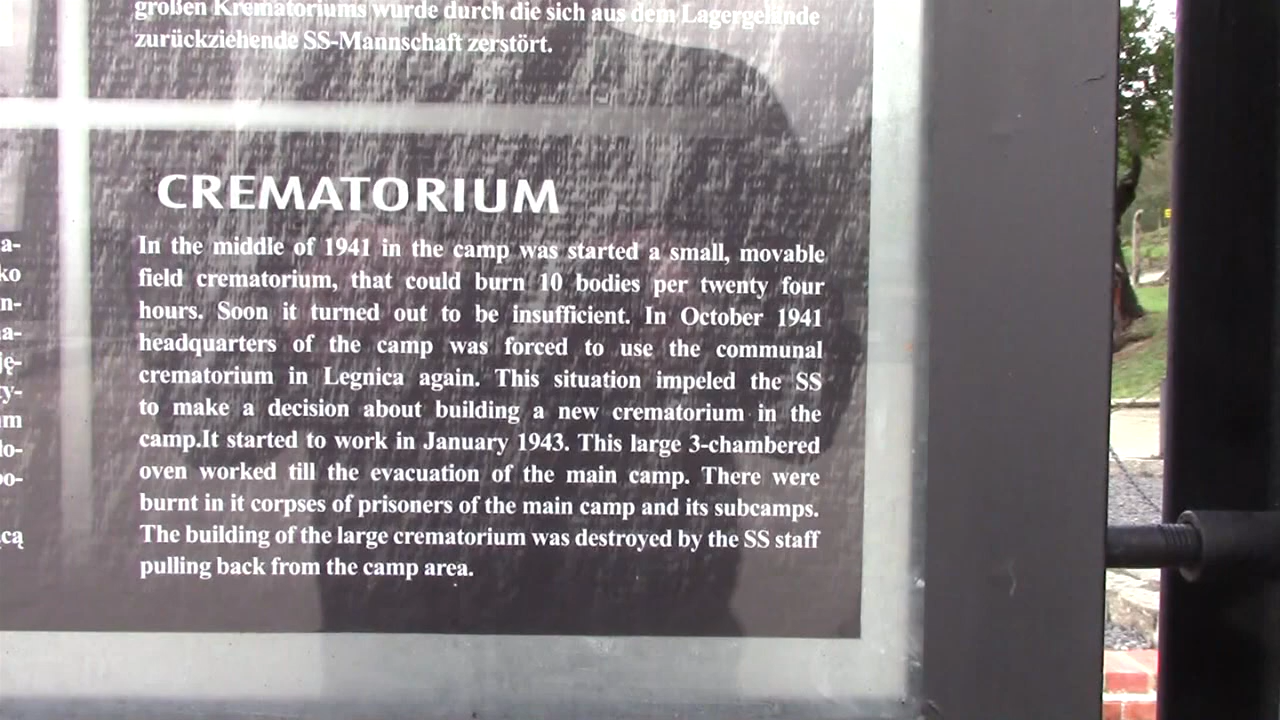 großen Krematoriums wurde durch die sich aus dem Lagergelände
zurückziehende SS-Mannschaft zerstört.
CREMATORIUM
In the middle of 1941 in the camp was started a small, movable
field crematorium, that could burn 10 bodies per twenty four
hours. Soon it turned out to be insufficient. In October 1941
headquarters of the camp was forced to use the communal
crematorium in Legnica again. This situation impeled the SS
to make a decision about building a new crematorium in the
camp.It started to work in January 1943. This large 3-chambered
oven worked till the evacuation of the main camp. There were
burnt in it corpses of prisoners of the main camp and its subcamps.
The building of the large crematorium was destroyed by the SS staff
pulling back from the camp area.